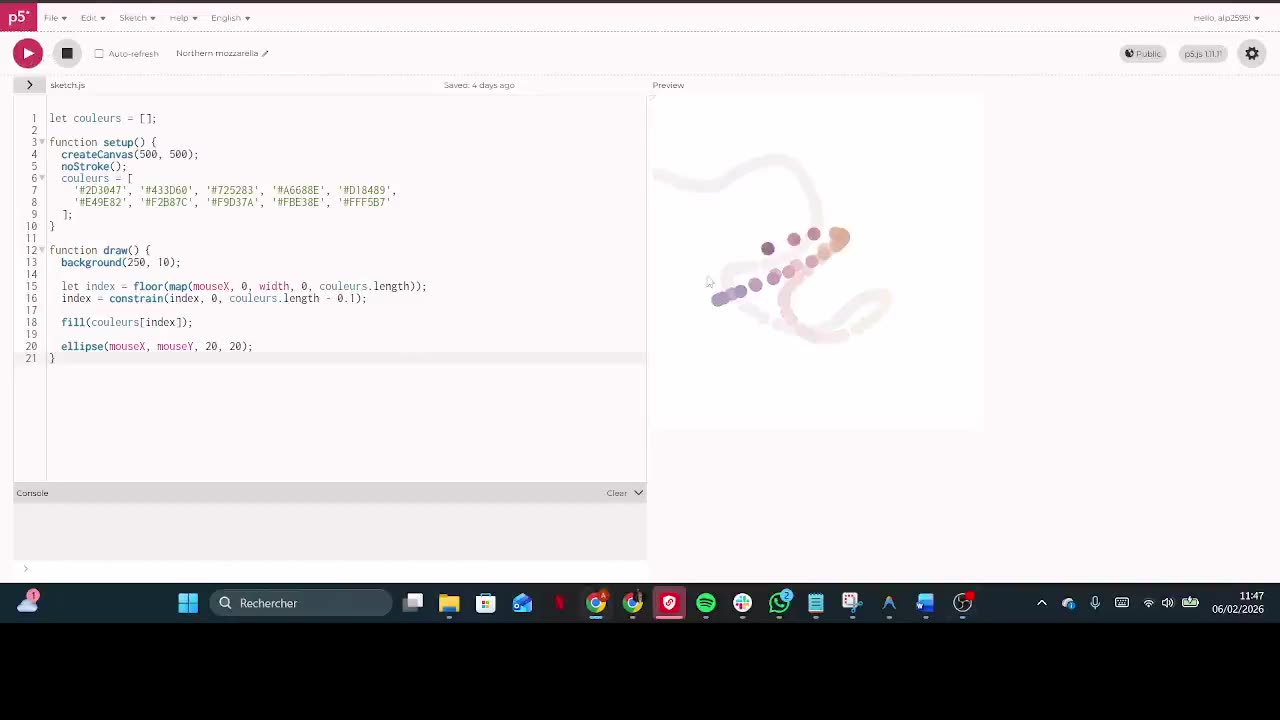 p5*
File Edit Sketch Help English
Hello, alp2595!
Auto-refresh
Northern mozzarella
Public
p5.js 1.11.11
sketch.js
Saved: 4 days ago
Preview
1 let couleurs = [];
2
3 function setup() {
4 createCanvas(500, 500);
5 noStroke();
6 couleurs = [
7 '#2D3047', '#433D60', '#725283', '#A6688E', '#D18489',
8 '#E49E82', '#F2B87C', '#F9D37A', '#FBE38E', '#FFF5B7'
9 ];
10 }
11
12 function draw() {
13 background(250, 10);
14
15 let index = floor(map(mouseX, 0, width, 0, couleurs.length));
16 index = constrain(index, 0, couleurs.length - 0.1);
17
18 fill(couleurs[index]);
19
20 ellipse(mouseX, mouseY, 20, 20);
21 }
Console
Clear
>
1
Rechercher
2
11:47
06/02/2026